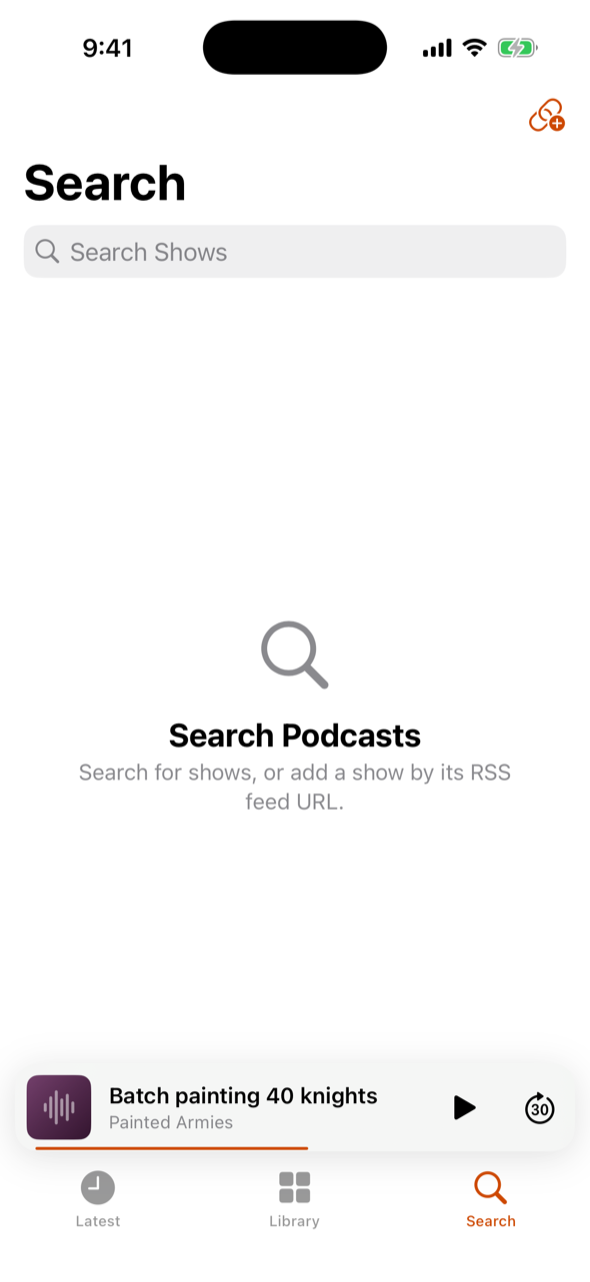 9:41
Search
Search Shows
Search Podcasts
Search for shows, or add a show by its RSS
feed URL.
Batch painting 40 knights
Painted Armies
30
Latest
Library
Search